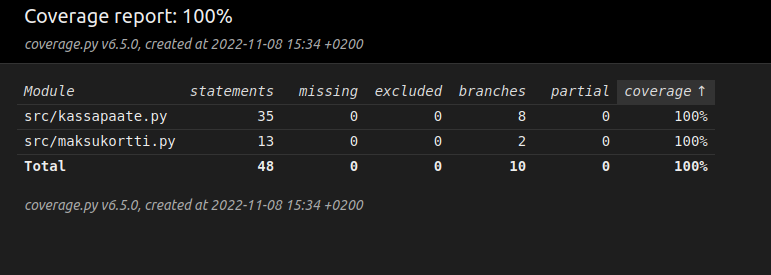 Coverage report: 100%
coverage.py v6.5.0, created at 2022-11-08 15:34 +0200
Module statements missing excluded branches partial coverage ↑
src/kassapaate.py 35 0 0 8 0 100%
src/maksukortti.py 13 0 0 2 0 100%
Total 48 0 0 10 0 100%
coverage.py v6.5.0, created at 2022-11-08 15:34 +0200